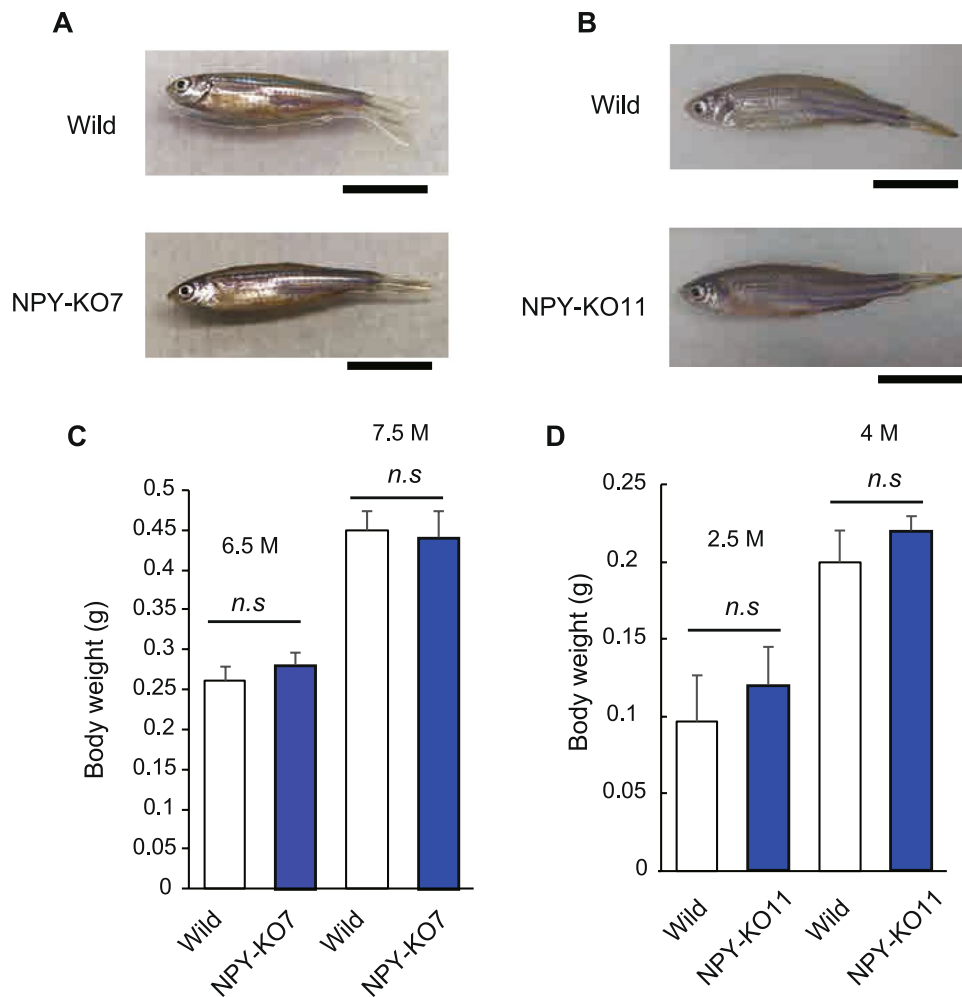 A
Wild
NPY-KO7
B
Wild
NPY-KO11
C
7.5 M
n.s
6.5 M
n.s
Body weight (g)
0.5
0.45
0.4
0.35
0.3
0.25
0.2
0.15
0.1
0.05
0
Wild
NPY-KO7
Wild
NPY-KO7
D
4 M
n.s
2.5 M
n.s
Body weight (g)
0.25
0.2
0.15
0.1
0.05
0
Wild
NPY-KO11
Wild
NPY-KO11